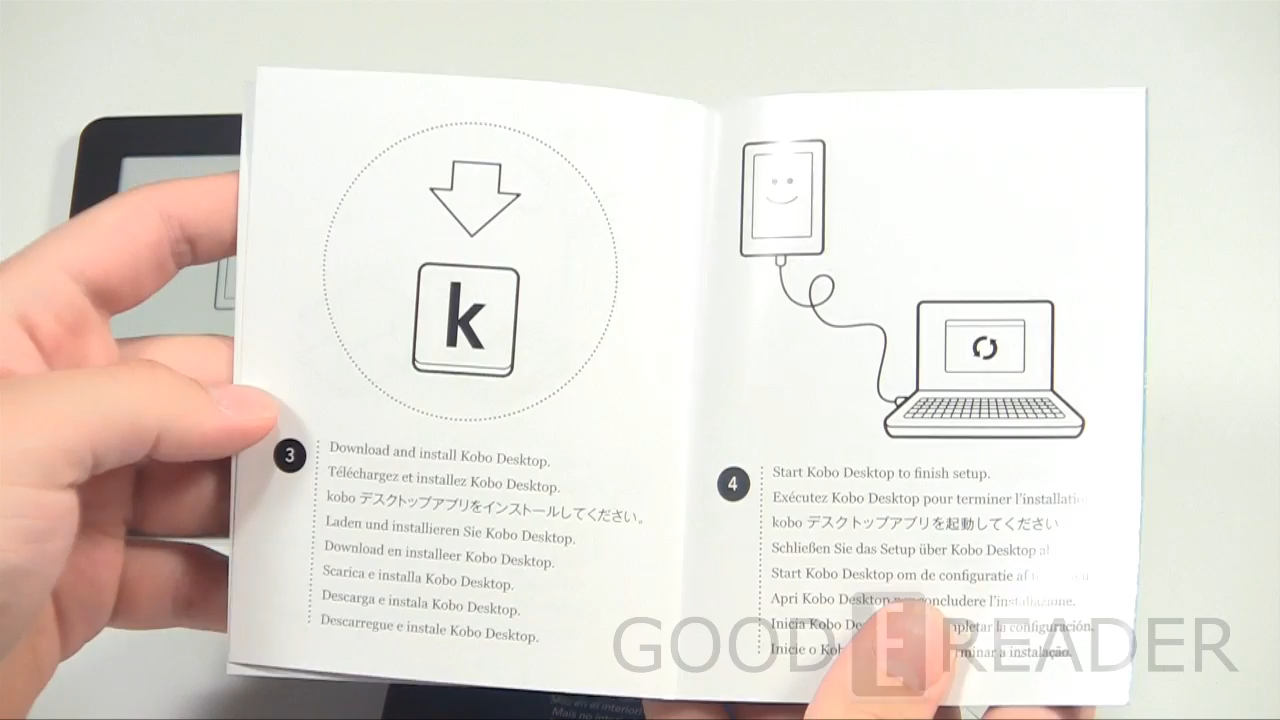 k
3
Download and install Kobo Desktop.
Téléchargez et installez Kobo Desktop.
kobo デスクトップアプリをインストールしてください。
Laden und installieren Sie Kobo Desktop.
Download en installeer Kobo Desktop.
Scarica e installa Kobo Desktop.
Descarga e instala Kobo Desktop.
Descarregue e instale Kobo Desktop.
4
Start Kobo Desktop to finish setup.
Exécutez Kobo Desktop pour terminer l'installatio
kobo デスクトップアプリを起動してください
Schließen Sie das Setup über Kobo Desktop
Start Kobo Desktop om de configuratie
Apri Kobo Desktop concludere l'installazione.
Inicia Kobo la configuración.
Inicie o a instalação.
GOOD E READER
en el interior
Mais no